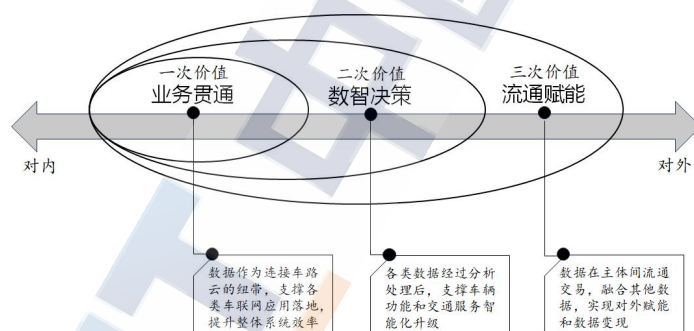 一次价值
业务贯通
二次价值
数智决策
三次价值
流通赋能
对内
对外
数据作为连接车路
云的纽带，支撑各
类车联网应用落地，
提升整体系统效率
各类数据经过分析
处理后，支撑车辆
功能和交通服务智
能化升级
数据在主体间流通
交易，融合其他数
据，实现对外赋能
和数据变现